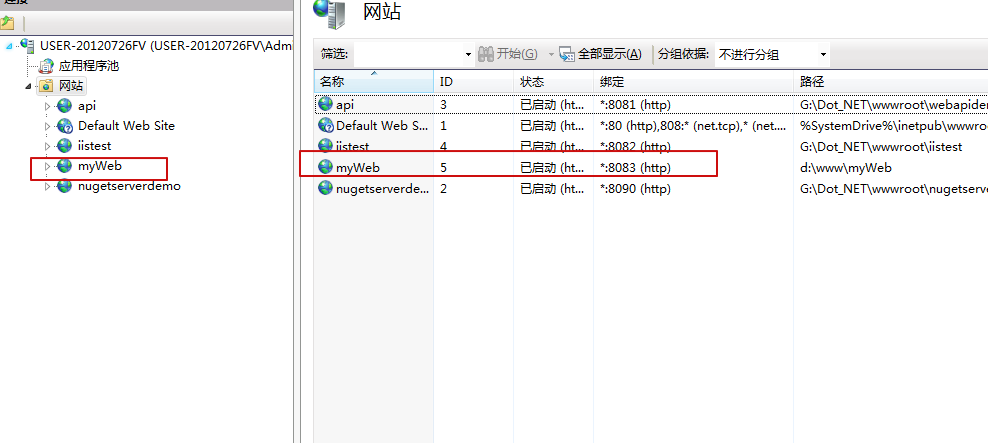 USER-20120726FV (USER-20120726FV\Admi
应用程序池
网站
api
Default Web Site
iistest
myWeb
nugetserverdemo
网站
筛选: 开始(G) 全部显示(A) 分组依据: 不进行分组
名称 ID 状态 绑定 路径
api 3 已启动 (ht... *:8081 (http) G:\Dot_NET\wwwroot\webapider
Default Web S... 1 已启动 (ht... *:80 (http),808:* (net.tcp),* (net.... %SystemDrive%\inetpub\wwwro
iistest 4 已启动 (ht... *:8082 (http) G:\Dot_NET\wwwroot\iistest
myWeb 5 已启动 (ht... *:8083 (http) d:\www\myWeb
nugetserverde... 2 已启动 (ht... *:8090 (http) G:\Dot_NET\wwwroot\nugetserv